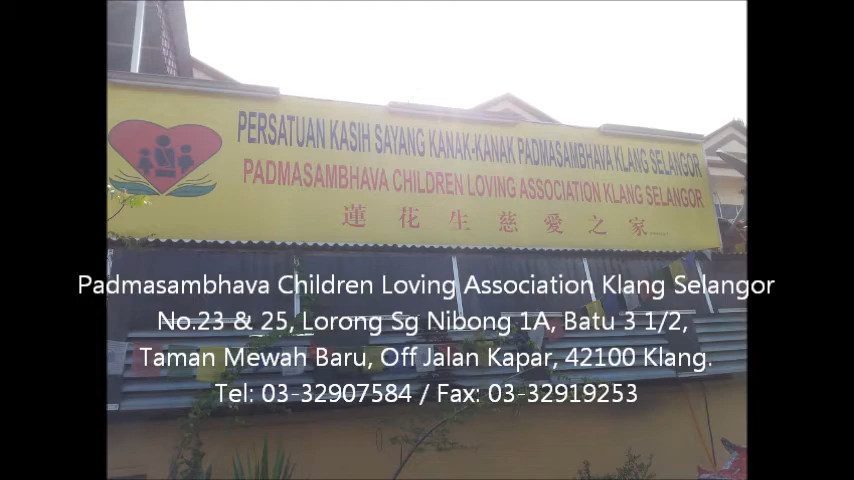 PERSATUAN KASIH SAYANG KANAK-KANAK PADMASAMBHAVA KLANG SELANGOR
PADMASAMBHAVA CHILDREN LOVING ASSOCIATION KLANG SELANGOR
蓮花生慈愛之家
Padmasambhava Children Loving Association Klang Selangor
No.23 & 25, Lorong Sg Nibong 1A, Batu 3 1/2,
Taman Mewah Baru, Off Jalan Kapar, 42100 Klang.
Tel: 03-32907584 / Fax: 03-32919253